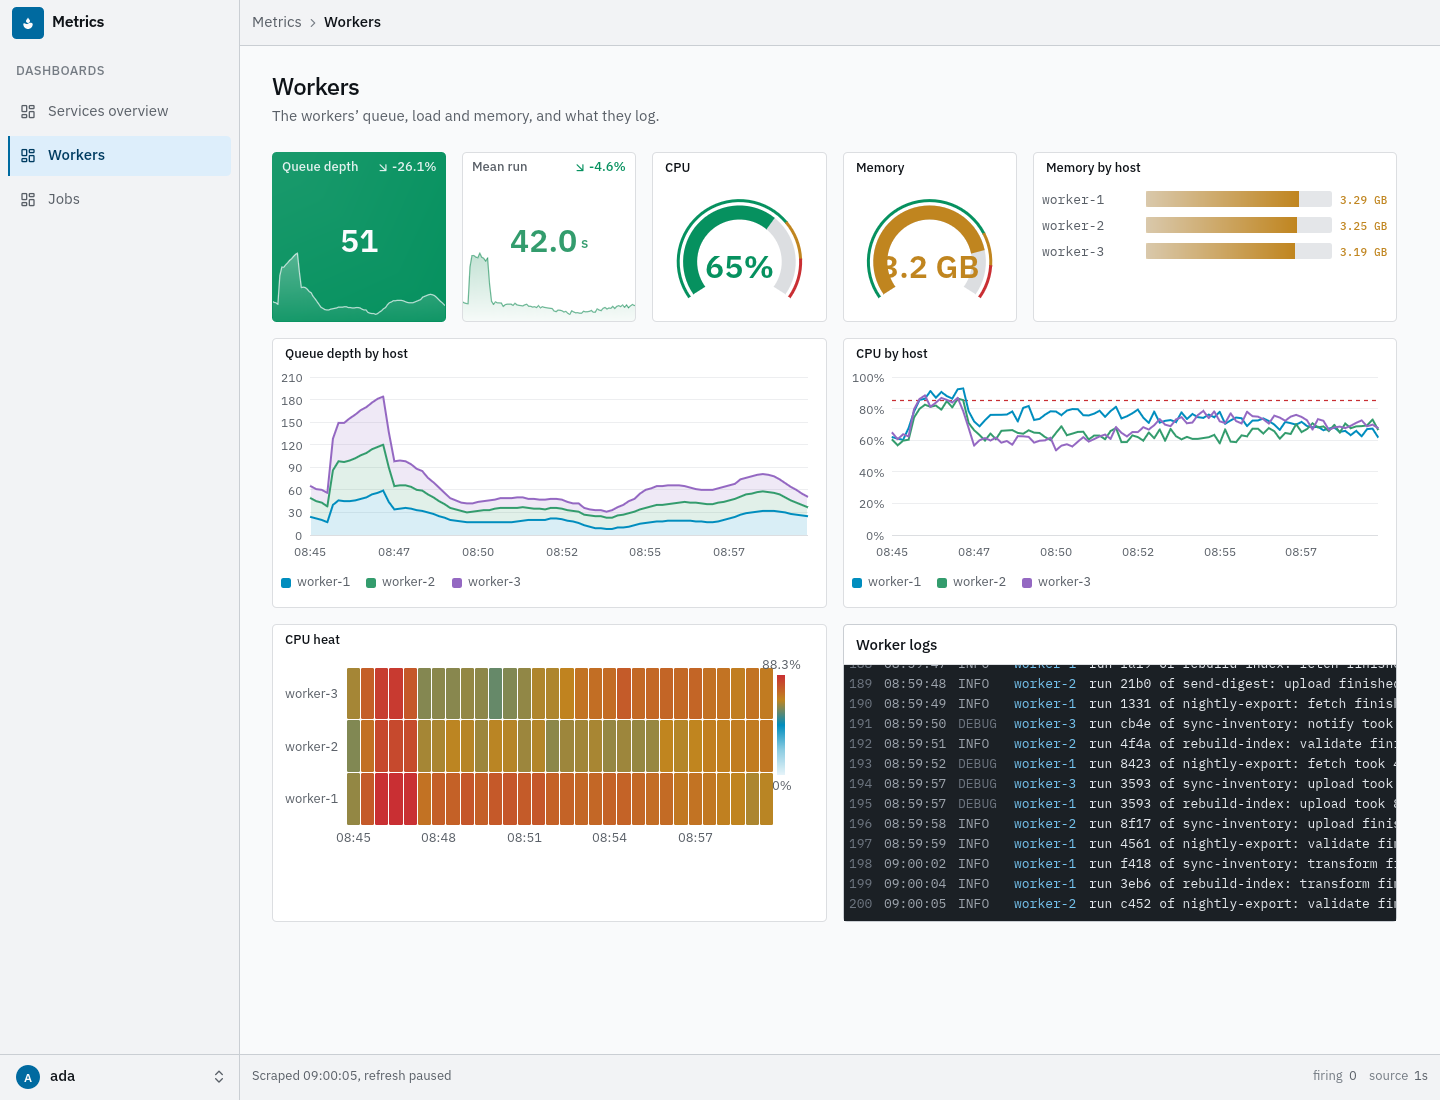 Metrics
Metrics > Workers
DASHBOARDS
Services overview
Workers
Jobs
Workers
The workers’ queue, load and memory, and what they log.
Queue depth -26.1%
51
Mean run -4.6%
42.0 s
CPU
65%
Memory
3.2 GB
Memory by host
worker-1 3.29 GB
worker-2 3.25 GB
worker-3 3.19 GB
Queue depth by host
210
180
150
120
90
60
30
0
08:45 08:47 08:50 08:52 08:55 08:57
worker-1 worker-2 worker-3
CPU by host
100%
80%
60%
40%
20%
0%
08:45 08:47 08:50 08:52 08:55 08:57
worker-1 worker-2 worker-3
CPU heat
88.3%
worker-3
worker-2
worker-1
0%
08:45 08:48 08:51 08:54 08:57
Worker logs
189 08:59:48 INFO worker-2 run 21b0 of send-digest: upload finished
190 08:59:49 INFO worker-1 run 1331 of nightly-export: fetch finish
191 08:59:50 DEBUG worker-3 run cb4e of sync-inventory: notify took
192 08:59:51 INFO worker-2 run 4f4a of rebuild-index: validate fin
193 08:59:52 DEBUG worker-1 run 8423 of nightly-export: fetch took
194 08:59:57 DEBUG worker-3 run 3593 of sync-inventory: upload took
195 08:59:57 DEBUG worker-1 run 3593 of rebuild-index: upload took
196 08:59:58 INFO worker-2 run 8f17 of sync-inventory: upload finis
197 08:59:59 INFO worker-1 run 4561 of nightly-export: validate fi
198 09:00:02 INFO worker-1 run f418 of sync-inventory: transform f
199 09:00:04 INFO worker-1 run 3eb6 of rebuild-index: transform fi
200 09:00:05 INFO worker-2 run c452 of nightly-export: validate fi
A ada
Scraped 09:00:05, refresh paused
firing 0 source 1s